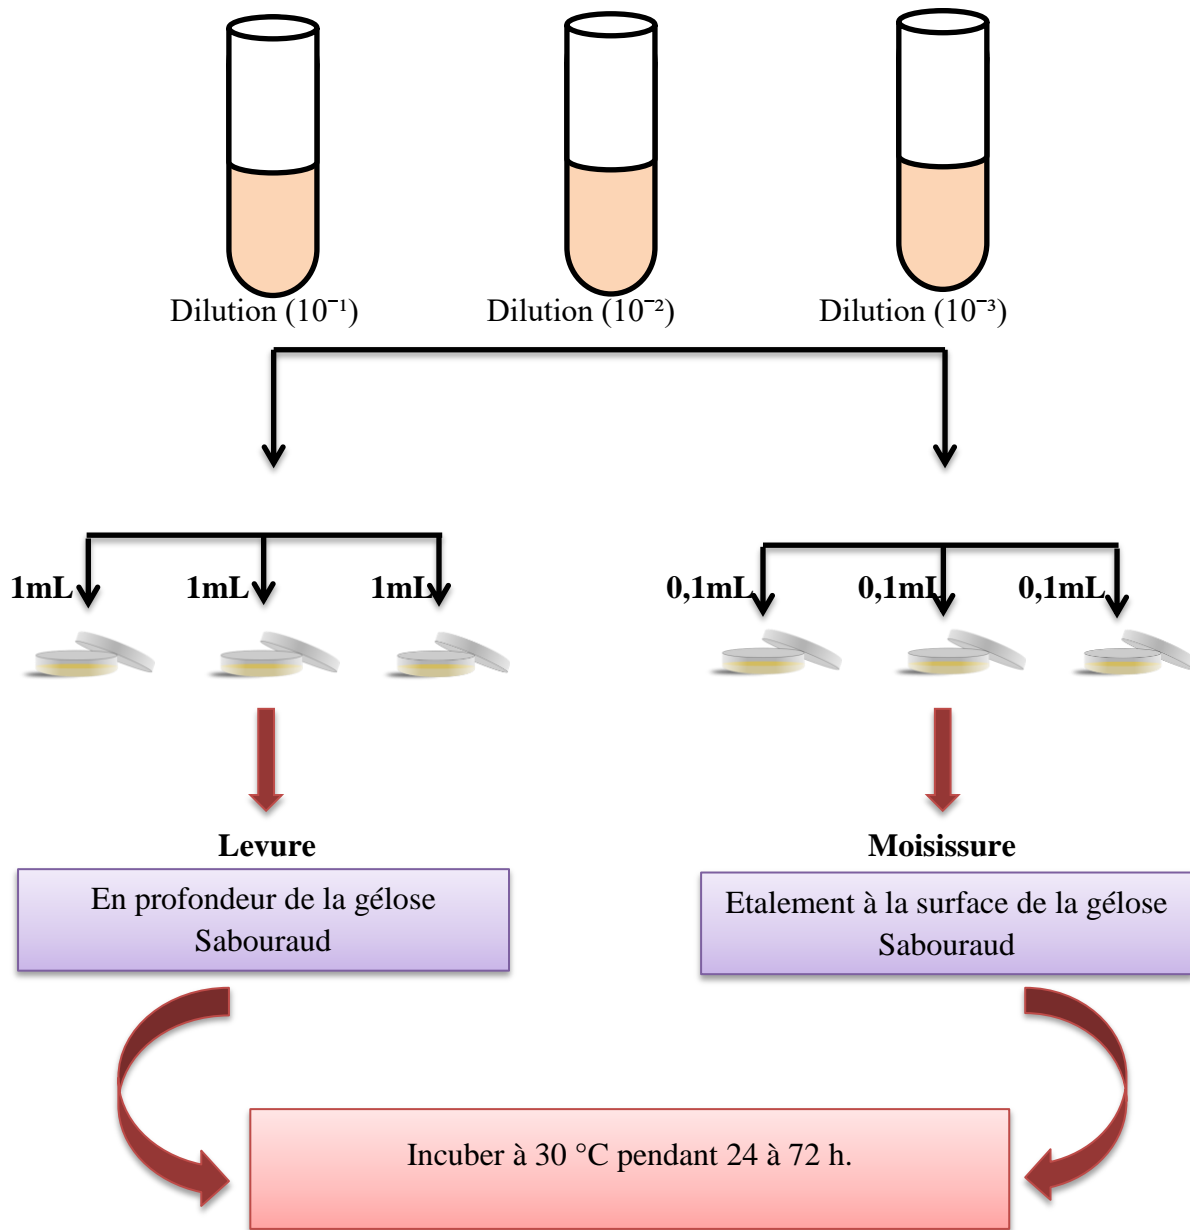 Dilution (10⁻¹)
Dilution (10⁻²)
Dilution (10⁻³)
1mL
1mL
1mL
0,1mL
0,1mL
0,1mL
Levure
En profondeur de la gélose
Sabouraud
Moisissure
Etalement à la surface de la gélose
Sabouraud
Incuber à 30 °C pendant 24 à 72 h.